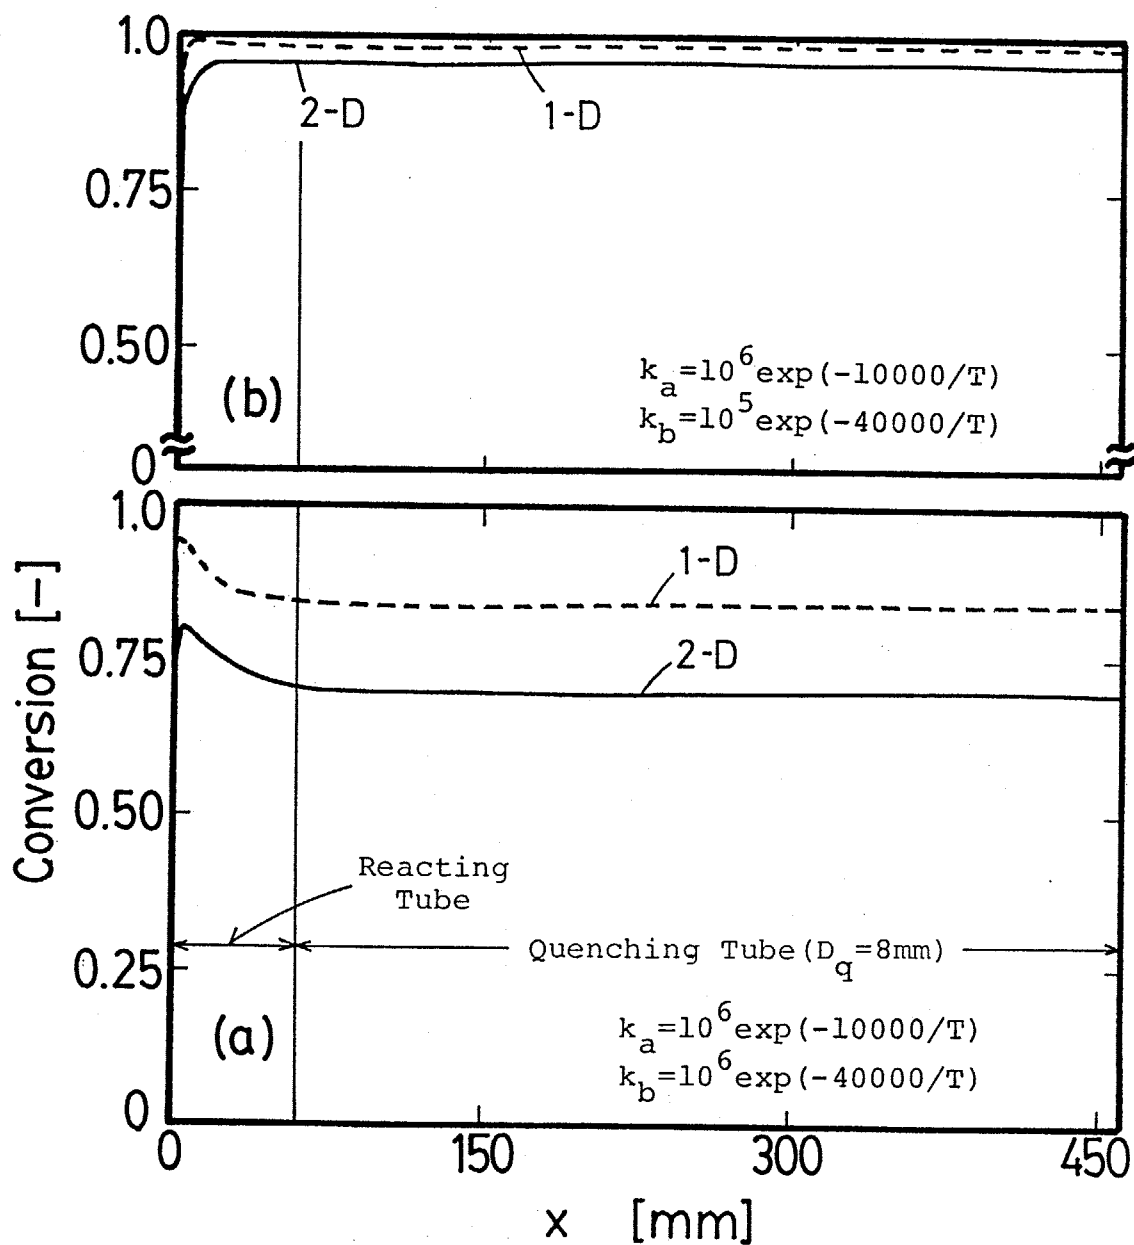 1.0
2-D
1-D
0.75
0.50
(b)
k_a=10^6exp(-10000/T)
k_b=10^5exp(-40000/T)
0
1.0
1-D
0.75
2-D
Conversion [-]
0.50
Reacting
Tube
Quenching Tube(D_q=8mm)
0.25
(a)
k_a=10^6exp(-10000/T)
k_b=10^6exp(-40000/T)
0
0
150
300
450
x [mm]